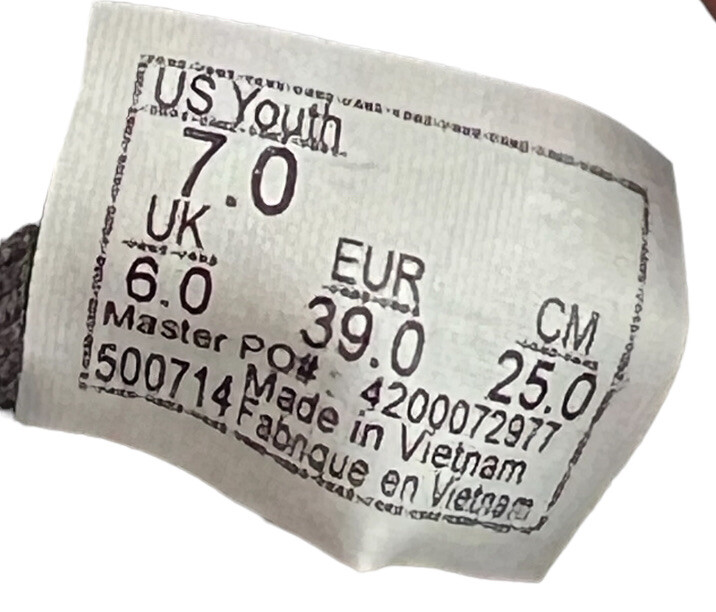 US Youth
7.0
UK EUR CM
6.0 39.0 25.0
Master PO#: 4200072977
500714 Made in Vietnam
Fabrique en Vietnam